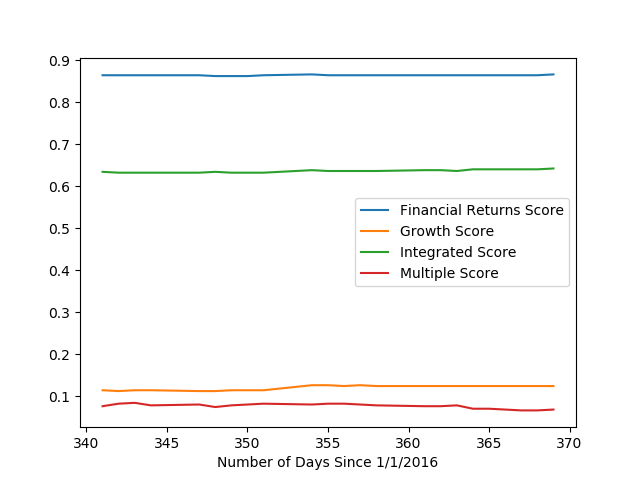 0.9
0.8
0.7
0.6
0.5
0.4
0.3
0.2
0.1
Financial Returns Score
Growth Score
Integrated Score
Multiple Score
340 345 350 355 360 365 370
Number of Days Since 1/1/2016